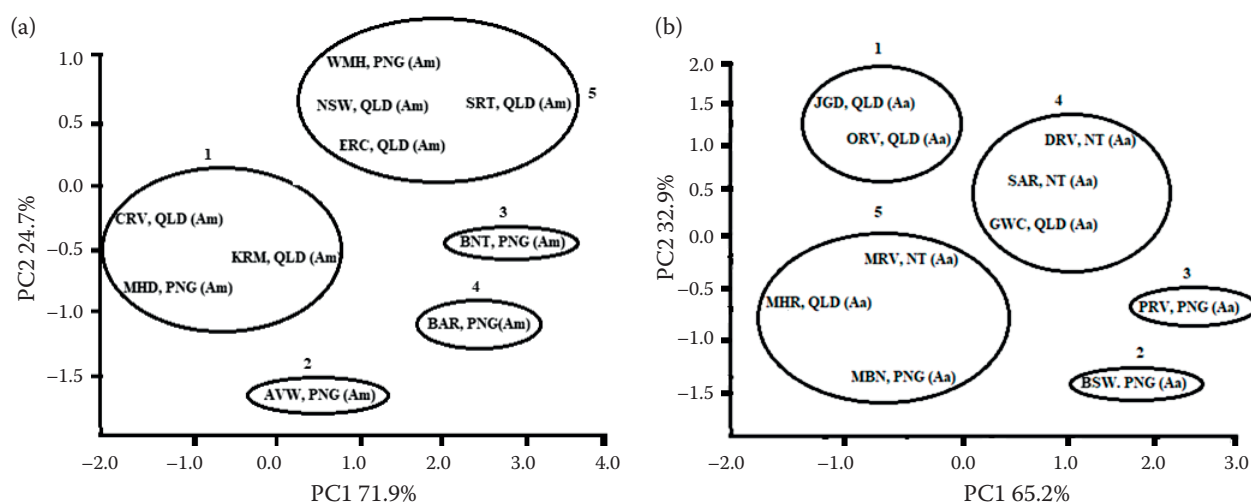 (a)
1.0
0.5
0.0
−0.5
−1.0
−1.5
PC2 24.7%
WMH, PNG (Am)
NSW, QLD (Am)
SRT, QLD (Am)
5
ERC, QLD (Am)
1
CRV, QLD (Am)
KRM, QLD (Am)
MHD, PNG (Am)
3
BNT, PNG (Am)
4
BAR, PNG(Am)
2
AVW, PNG (Am)
−2.0 −1.0 0.0 1.0 2.0 3.0 4.0
PC1 71.9%
(b)
2.0
1.5
1.0
0.5
0.0
−0.5
−1.0
−1.5
PC2 32.9%
1
JGD, QLD (Aa)
ORV, QLD (Aa)
4
DRV, NT (Aa)
SAR, NT (Aa)
GWC, QLD (Aa)
5
MRV, NT (Aa)
MHR, QLD (Aa)
MBN, PNG (Aa)
3
PRV, PNG (Aa)
2
BSW. PNG (Aa)
−2.0 −1.0 0.0 1.0 2.0 3.0
PC1 65.2%